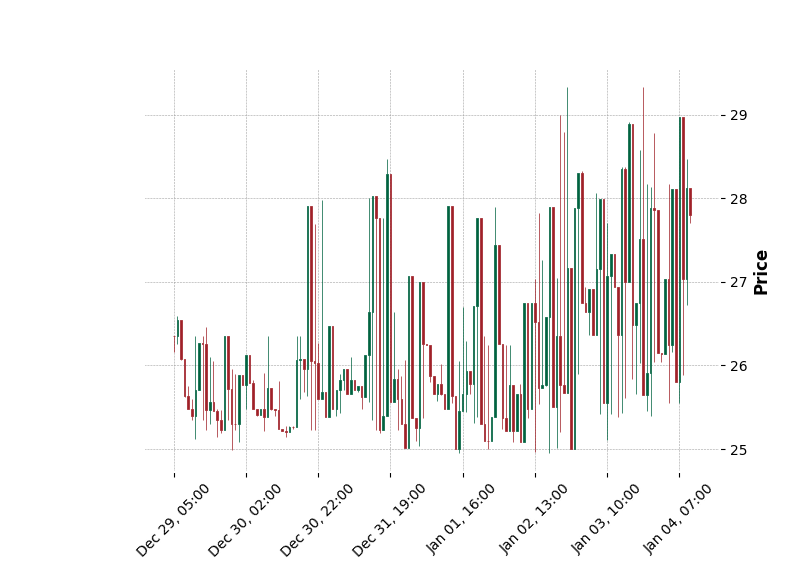 29
28
27
26
25
Price
Dec 29, 05:00
Dec 30, 02:00
Dec 30, 22:00
Dec 31, 19:00
Jan 01, 16:00
Jan 02, 13:00
Jan 03, 10:00
Jan 04, 07:00